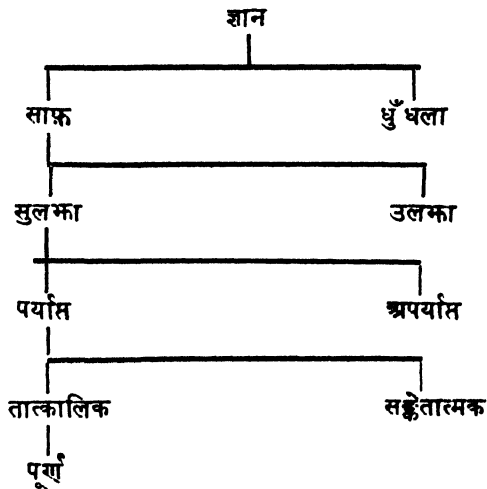 ज्ञान
साफ़ धुँधला
सुलझा उलझा
पर्याप्त अपर्याप्त
तात्कालिक सङ्केतात्मक
पूर्ण